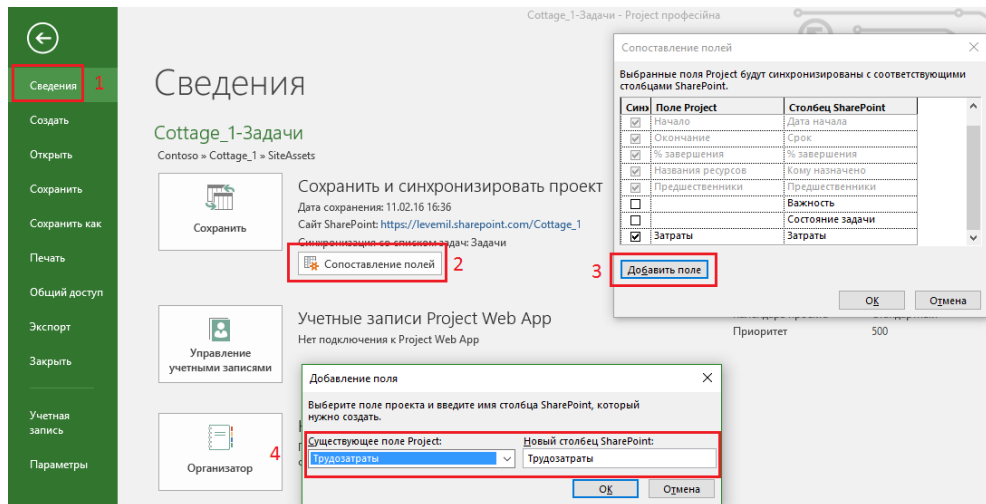 Cottage_1-Задачи - Project професійна
Сведения
1
Создать
Открыть
Сохранить
Сохранить как
Печать
Общий доступ
Экспорт
Закрыть
Учетная
запись
Параметры
Сведения
Cottage_1-Задачи
Contoso » Cottage_1 » SiteAssets
Сохранить
Сохранить и синхронизировать проект
Дата сохранения: 11.02.16 16:36
Сайт SharePoint: https://levemil.sharepoint.com/Cottage_1
Синхронизация со списком задач: Задачи
Сопоставление полей
2
Управление
учетными записями
Учетные записи Project Web App
Нет подключения к Project Web App
Приоритет 500
Организатор
4
Сопоставление полей
Выбранные поля Project будут синхронизированы с соответствующими
столбцами SharePoint.
Синх Поле Project Столбец SharePoint
Начало Дата начала
Окончание Срок
% завершения % завершения
Названия ресурсов Кому назначено
Предшественники Предшественники
Важность
Состояние задачи
Затраты Затраты
3
Добавить поле
ОК Отмена
Добавление поля
Выберите поле проекта и введите имя столбца SharePoint, который
нужно создать.
Существующее поле Project: Новый столбец SharePoint:
Трудозатраты Трудозатраты
ОК Отмена